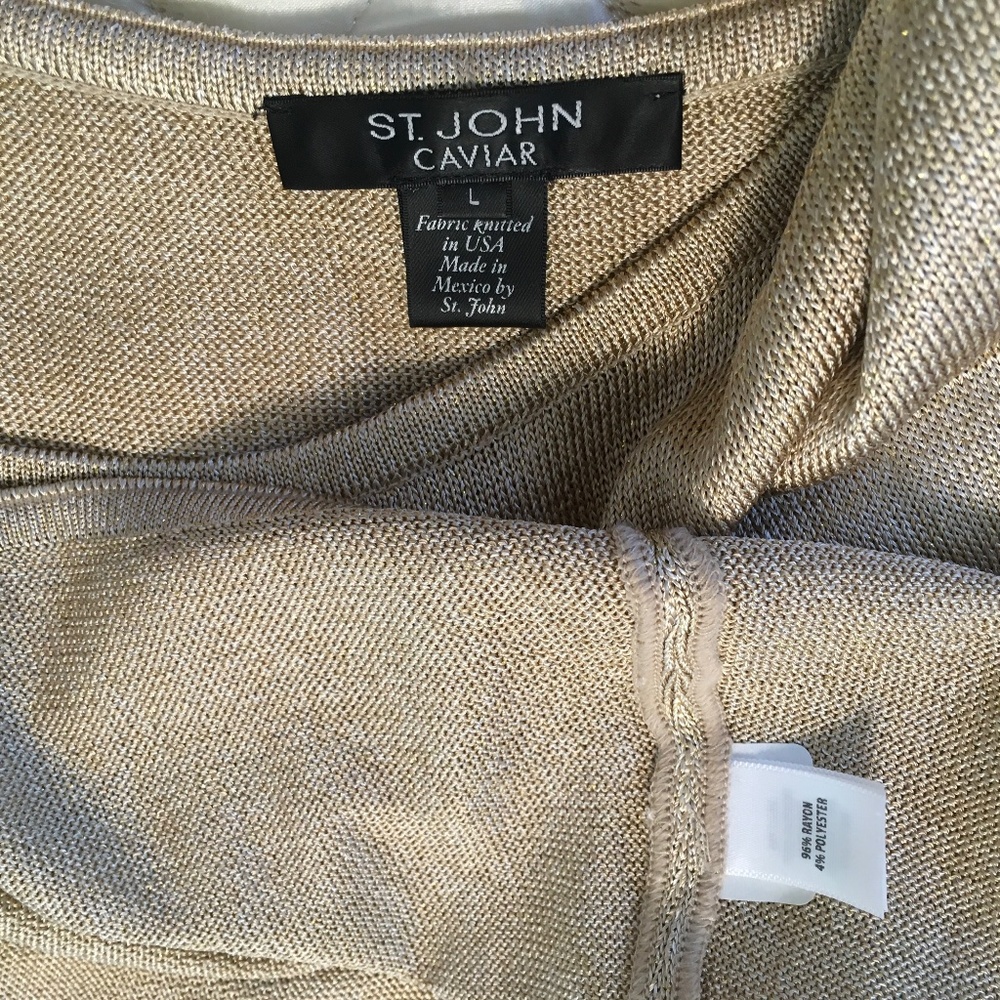 ST. JOHN
CAVIAR
L
Fabric knitted
in USA
Made in
Mexico by
St. John
96% RAYON
4% POLYESTER